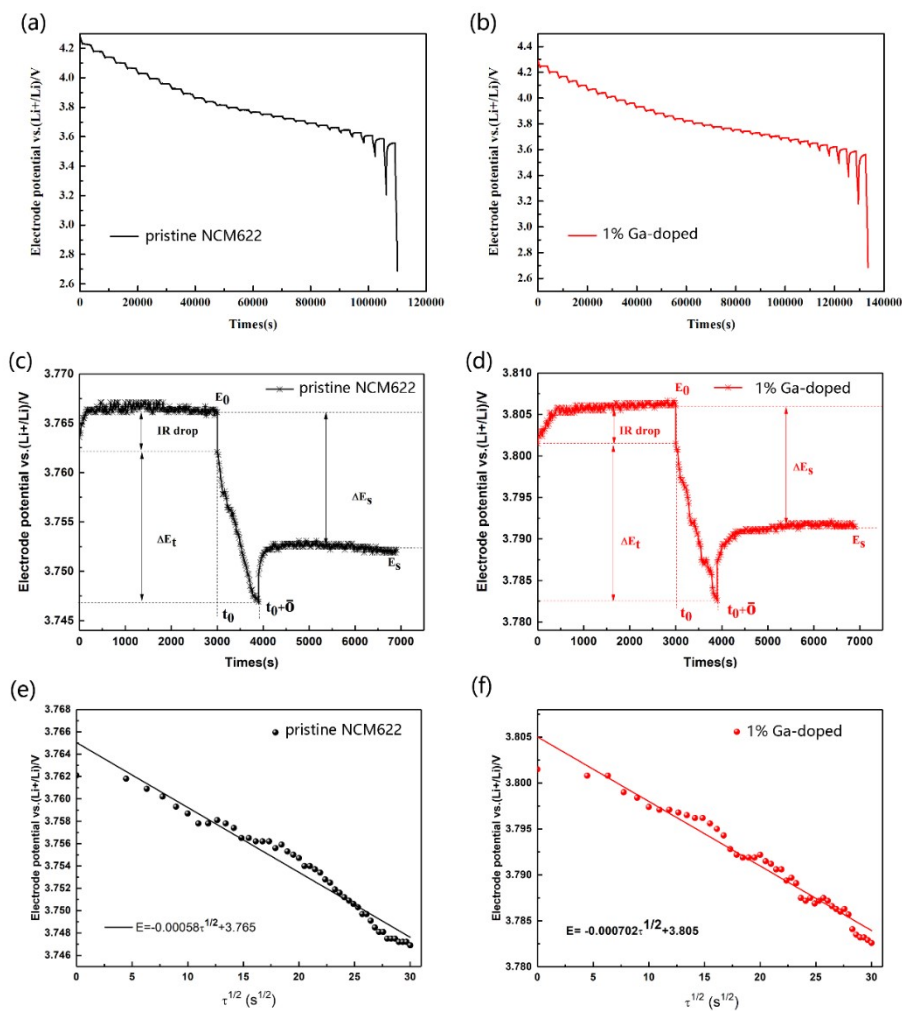 (a)
4.2
4.0
3.8
3.6
3.4
3.2
3.0
2.8
2.6
Electrode potential vs.(Li+/Li)/V
pristine NCM622
0 20000 40000 60000 80000 100000 120000
Times(s)
(b)
4.2
4.0
3.8
3.6
3.4
3.2
3.0
2.8
2.6
Electrode potential vs.(Li+/Li)/V
1% Ga-doped
0 20000 40000 60000 80000 100000 120000 140000
Times(s)
(c)
3.770
3.765
3.760
3.755
3.750
3.745
Electrode potential vs.(Li+/Li)/V
pristine NCM622
E0
IR drop
ΔEs
ΔEt
Es
t0
t0+ō
0 1000 2000 3000 4000 5000 6000 7000
Times(s)
(d)
3.810
3.805
3.800
3.795
3.790
3.785
3.780
Electrode potential vs.(Li+/Li)/V
1% Ga-doped
E0
IR drop
ΔEs
ΔEt
Es
t0
t0+ō
0 1000 2000 3000 4000 5000 6000 7000
Times(s)
(e)
3.768
3.766
3.764
3.762
3.760
3.758
3.756
3.754
3.752
3.750
3.748
3.746
Electrode potential vs.(Li+/Li)/V
pristine NCM622
E=-0.00058τ1/2+3.765
0 5 10 15 20 25 30
τ1/2 (s1/2)
(f)
3.805
3.800
3.795
3.790
3.785
3.780
Electrode potential vs.(Li+/Li)/V
1% Ga-doped
E= -0.000702τ1/2+3.805
0 5 10 15 20 25 30
τ1/2 (s1/2)